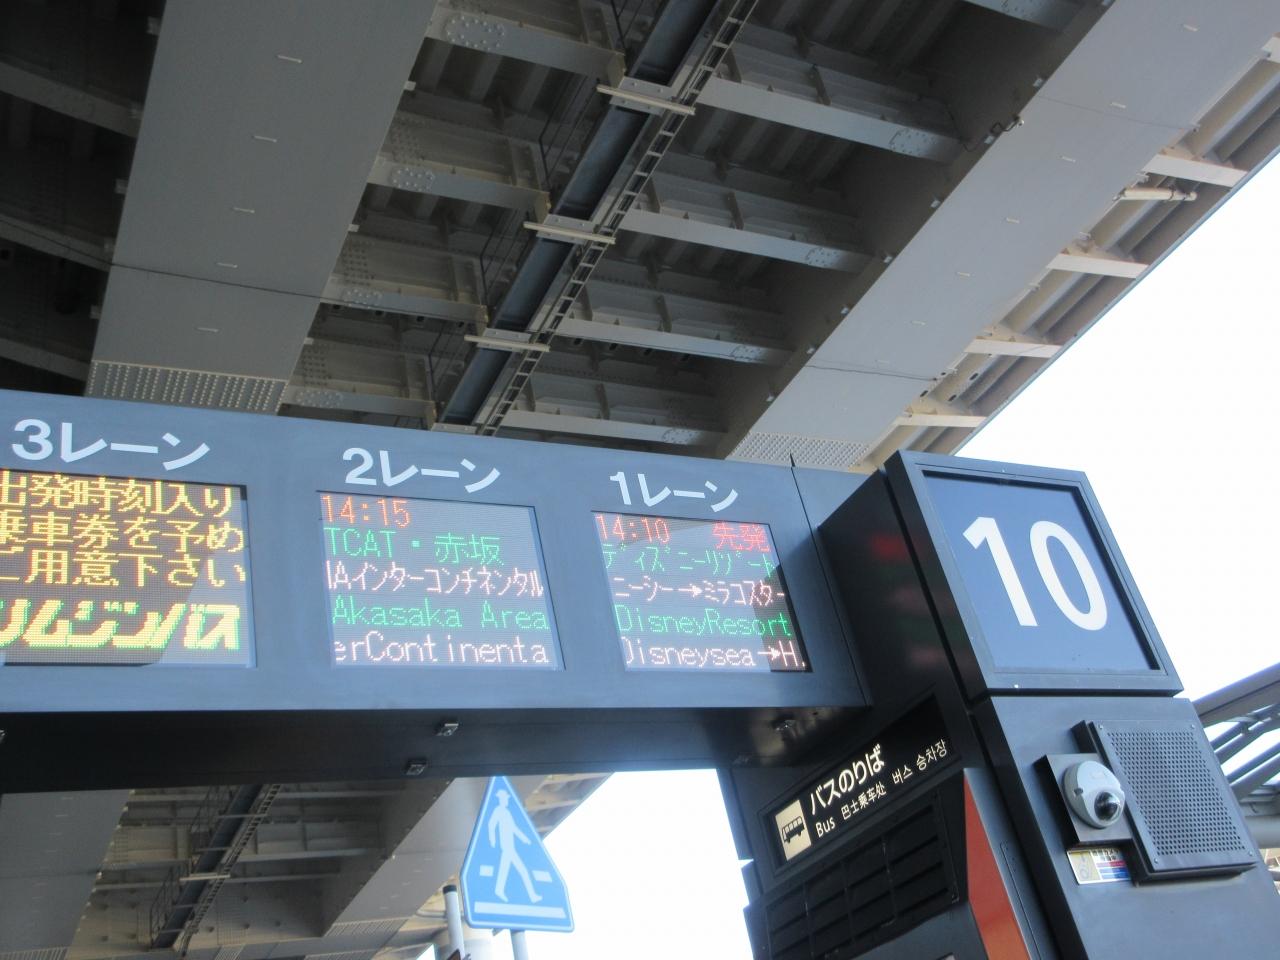 3レーン
出発時刻入り
乗車券を予め
ご用意下さい
リムジンバス
2レーン
14:15
TCAT・赤坂
Aインターコンチネンタル
Akasaka Area
erContinenta
1レーン
14:10 先発
ディズニーリゾート
ニーシー→ミラコスター
DisneyResort
Disneysea→H.
10
バスのりば
Bus 巴士乘车处 버스 승차장